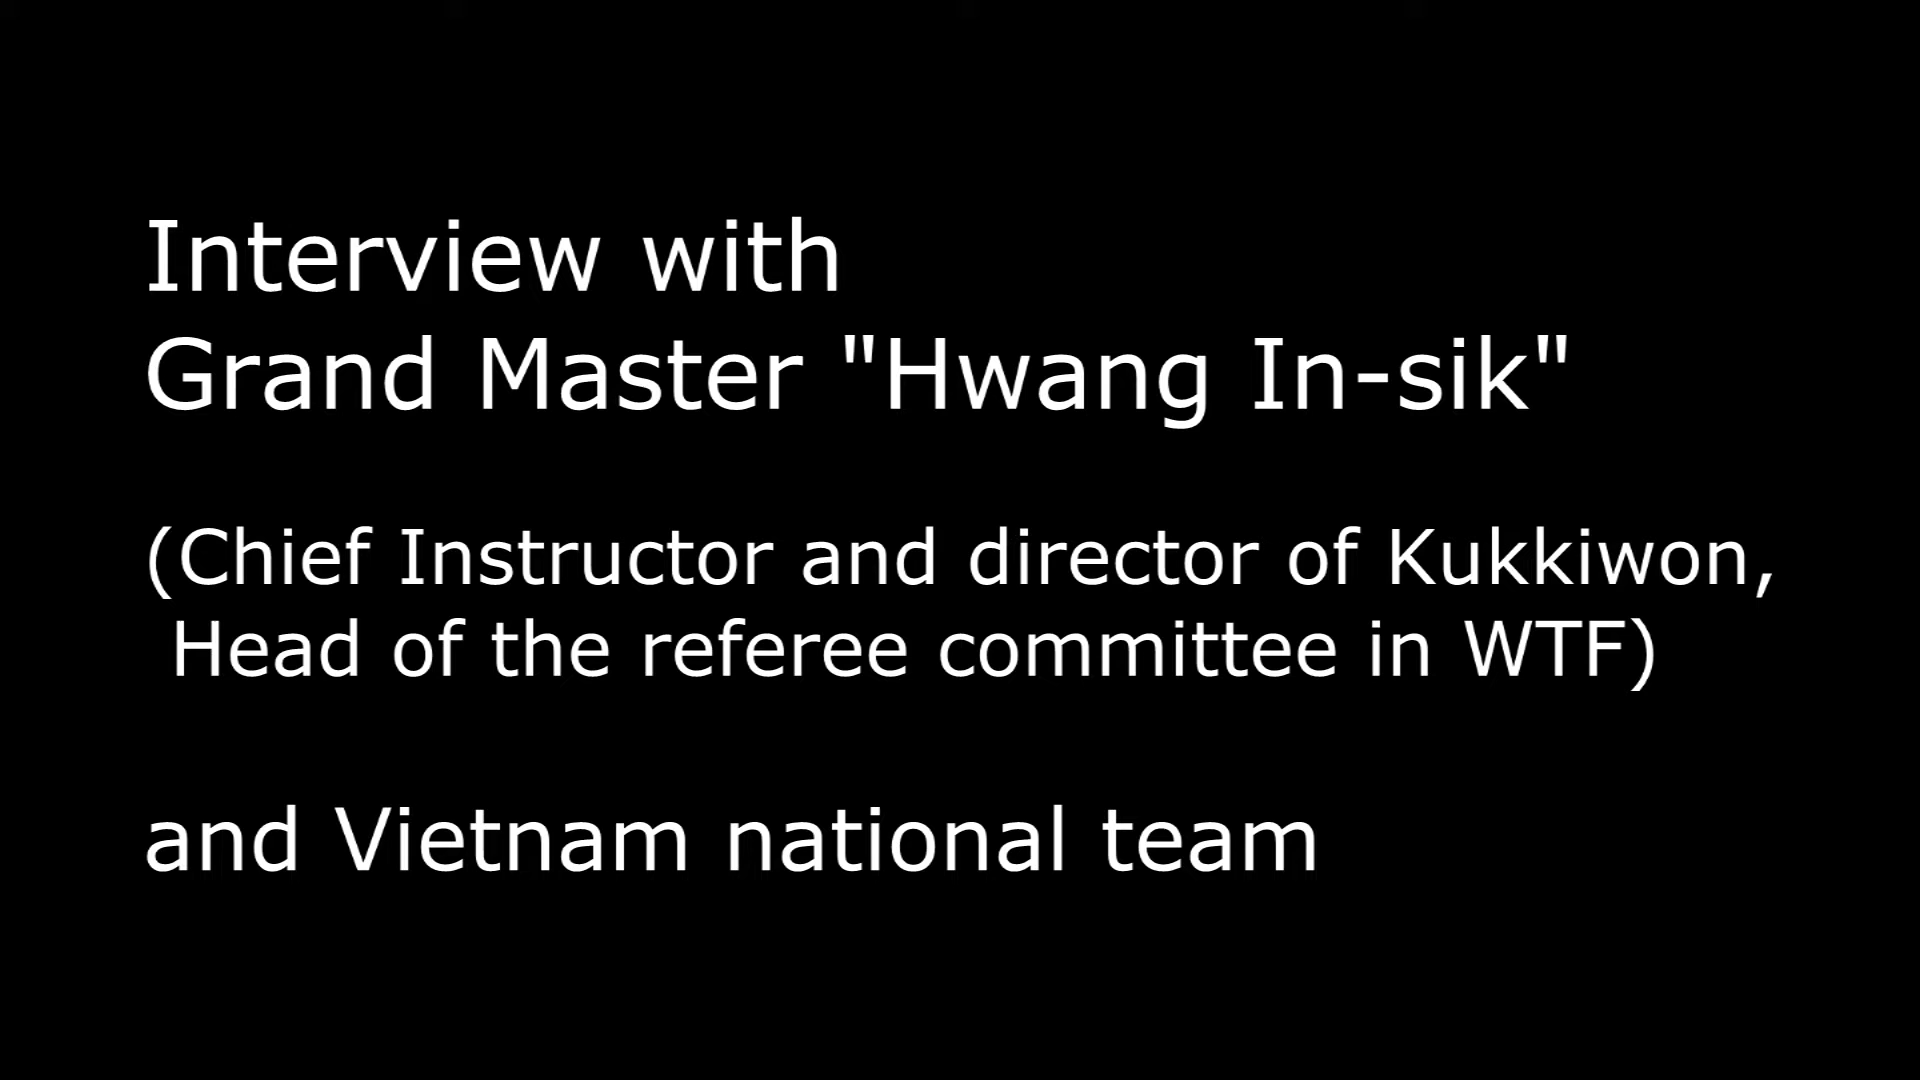 Interview with
Grand Master "Hwang In-sik"
(Chief Instructor and director of Kukkiwon,
Head of the referee committee in WTF)
and Vietnam national team